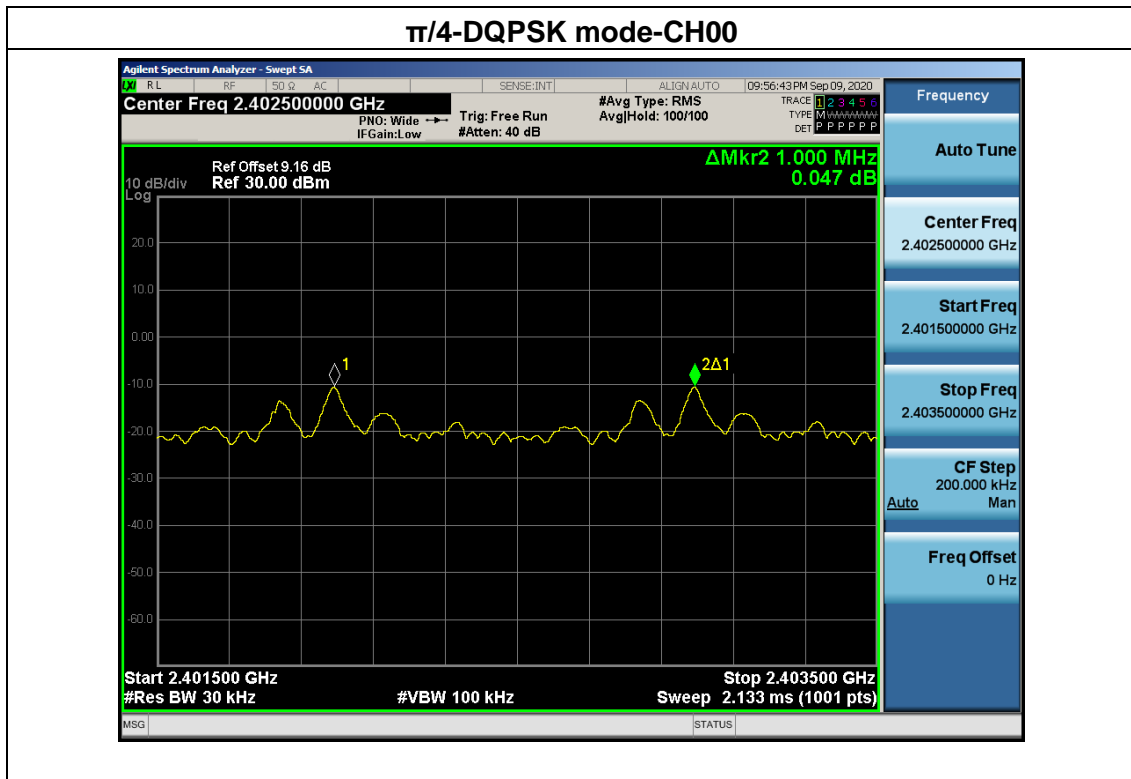 π/4-DQPSK mode-CH00
Agilent Spectrum Analyzer - Swept SA
LXI RL RF 50 Ω AC SENSE:INT ALIGN AUTO 09:56:43 PM Sep 09, 2020
Center Freq 2.402500000 GHz #Avg Type: RMS TRACE 1 2 3 4 5 6
PNO: Wide Trig: Free Run Avg|Hold: 100/100 TYPE M WWWWW
IFGain:Low #Atten: 40 dB DET P P P P P P
Frequency
Auto Tune
Center Freq
2.402500000 GHz
Start Freq
2.401500000 GHz
Stop Freq
2.403500000 GHz
CF Step
200.000 kHz
Auto Man
Freq Offset
0 Hz
ΔMkr2 1.000 MHz
0.047 dB
Ref Offset 9.16 dB
10 dB/div Ref 30.00 dBm
Log
20.0
10.0
0.00
-10.0
-20.0
-30.0
-40.0
-50.0
-60.0
1
2Δ1
Start 2.401500 GHz Stop 2.403500 GHz
#Res BW 30 kHz #VBW 100 kHz Sweep 2.133 ms (1001 pts)
MSG STATUS